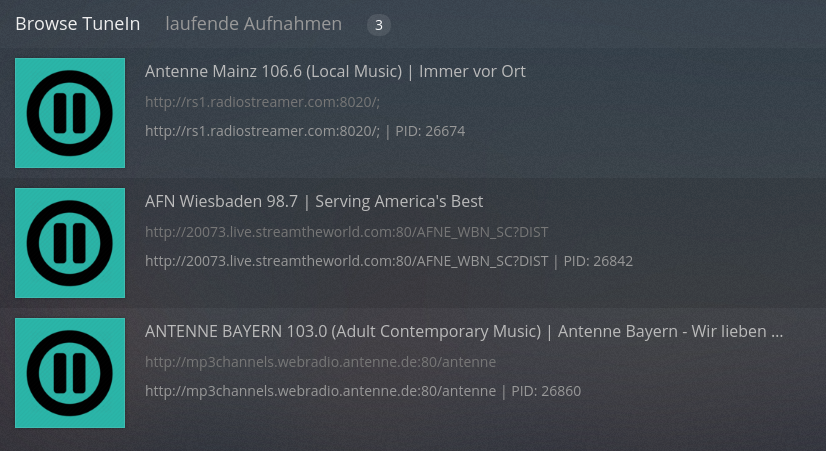 Browse TuneIn laufende Aufnahmen 3
Antenne Mainz 106.6 (Local Music) | Immer vor Ort
http://rs1.radiostreamer.com:8020/;
http://rs1.radiostreamer.com:8020/; | PID: 26674
AFN Wiesbaden 98.7 | Serving America's Best
http://20073.live.streamtheworld.com:80/AFNE_WBN_SC?DIST
http://20073.live.streamtheworld.com:80/AFNE_WBN_SC?DIST | PID: 26842
ANTENNE BAYERN 103.0 (Adult Contemporary Music) | Antenne Bayern - Wir lieben ...
http://mp3channels.webradio.antenne.de:80/antenne
http://mp3channels.webradio.antenne.de:80/antenne | PID: 26860